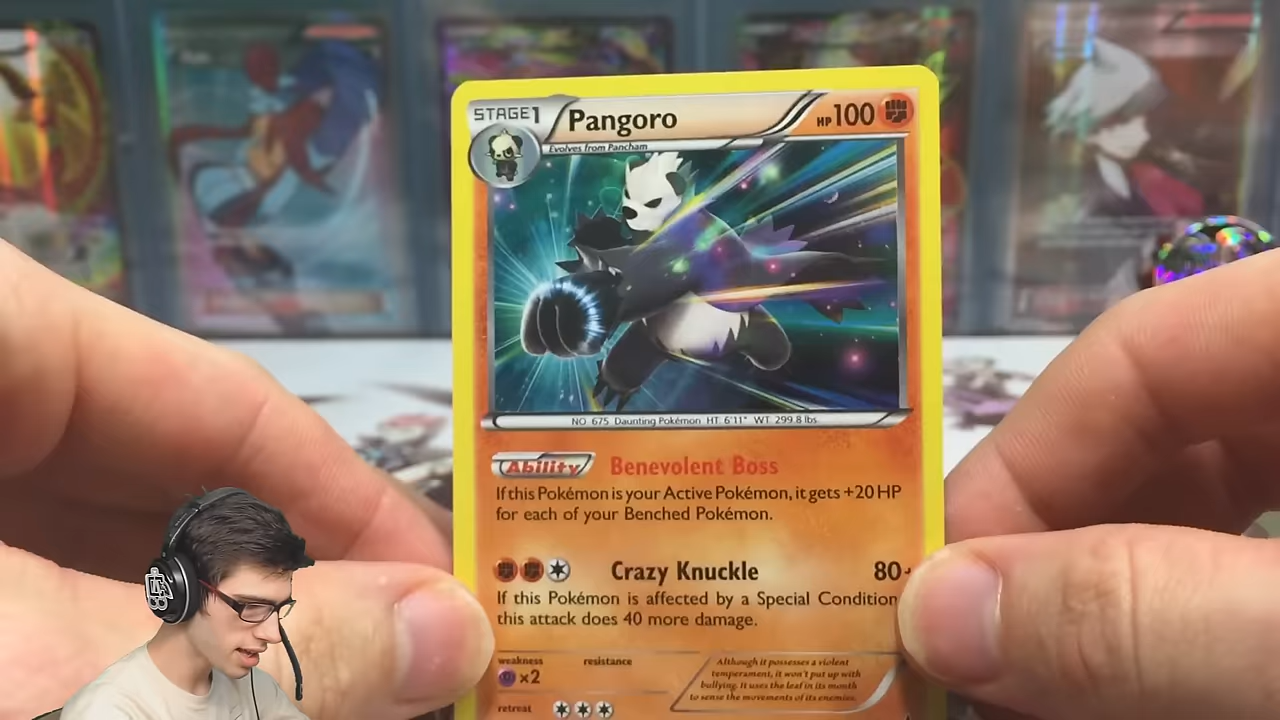 STAGE1
Pangoro
HP100
Evolves from Pancham
NO. 675 Daunting Pokémon HT: 6'11" WT: 299.8 lbs.
Ability Benevolent Boss
If this Pokémon is your Active Pokémon, it gets +20 HP
for each of your Benched Pokémon.
Crazy Knuckle 80+
If this Pokémon is affected by a Special Condition
this attack does 40 more damage.
weakness resistance
×2
Although it possesses a violent
temperament, it won't put up with
bullying. It uses the leaf in its mouth
to sense the movements of its enemies.
retreat